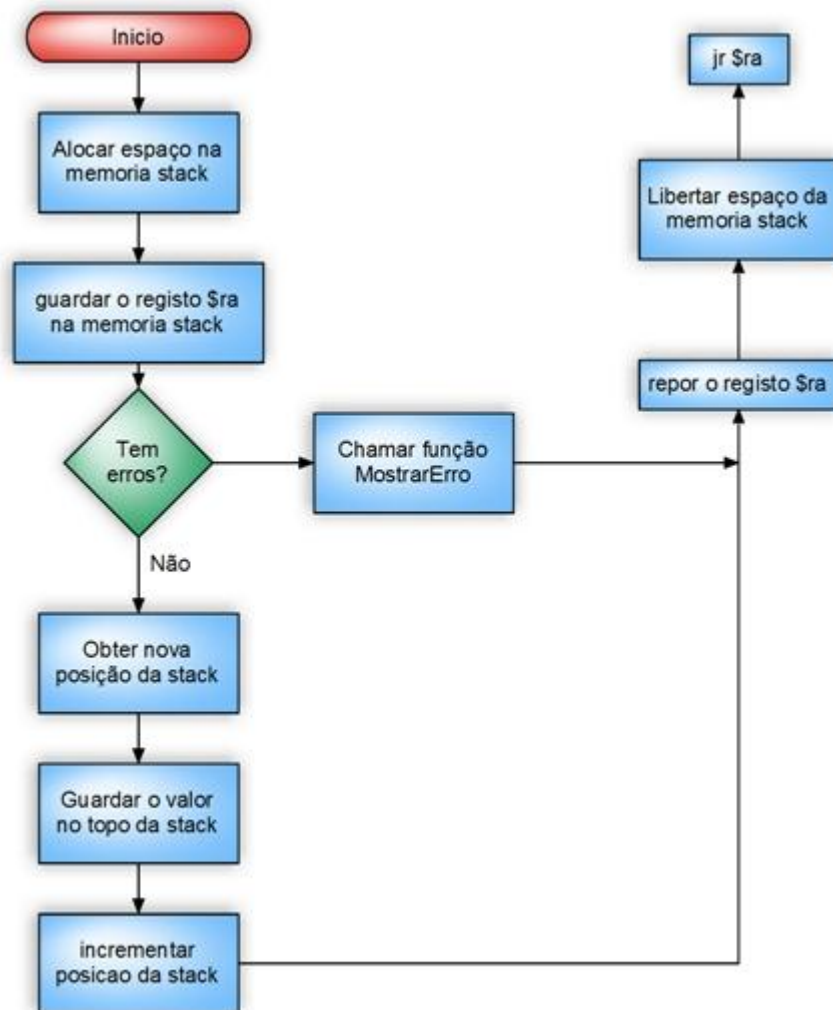 Inicio
Alocar espaço na
memoria stack
guardar o registo $ra
na memoria stack
Tem
erros?
Chamar função
MostrarErro
Não
Obter nova
posição da stack
Guardar o valor
no topo da stack
incrementar
posicao da stack
repor o registo $ra
Libertar espaço da
memoria stack
jr $ra